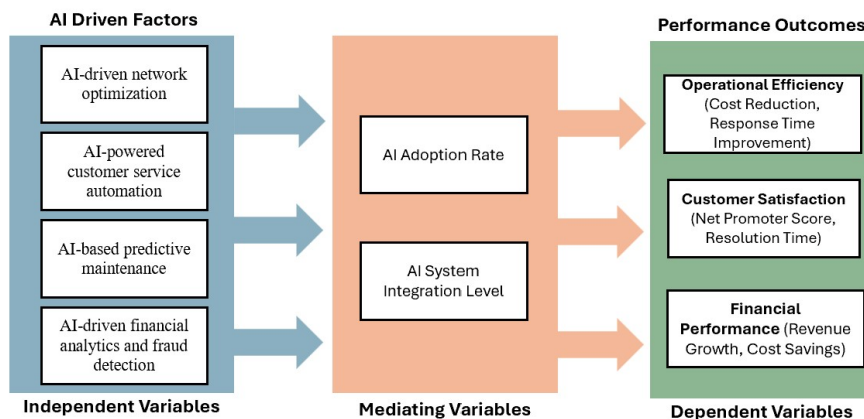 AI Driven Factors
AI-driven network
optimization
AI-powered
customer service
automation
AI-based predictive
maintenance
AI-driven financial
analytics and fraud
detection
Independent Variables
AI Adoption Rate
AI System
Integration Level
Mediating Variables
Performance Outcomes
Operational Efficiency
(Cost Reduction,
Response Time
Improvement)
Customer Satisfaction
(Net Promoter Score,
Resolution Time)
Financial
Performance (Revenue
Growth, Cost Savings)
Dependent Variables